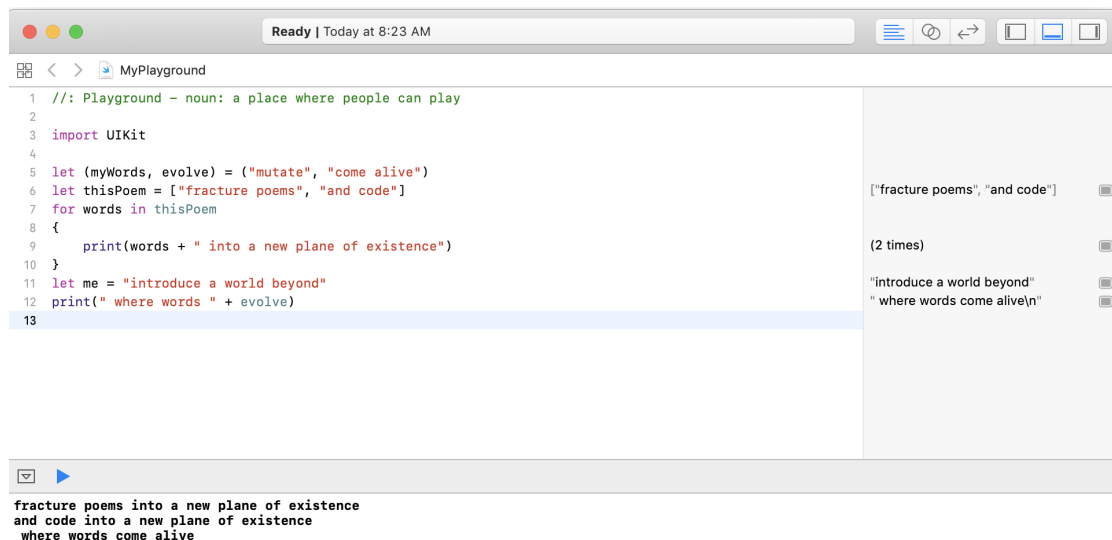 Ready | Today at 8:23 AM
MyPlayground
1 //: Playground – noun: a place where people can play
2
3 import UIKit
4
5 let (myWords, evolve) = ("mutate", "come alive")
6 let thisPoem = ["fracture poems", "and code"] ["fracture poems", "and code"]
7 for words in thisPoem
8 {
9     print(words + " into a new plane of existence") (2 times)
10 }
11 let me = "introduce a world beyond" "introduce a world beyond"
12 print(" where words " + evolve) " where words come alive\n"
13
fracture poems into a new plane of existence
and code into a new plane of existence
 where words come alive